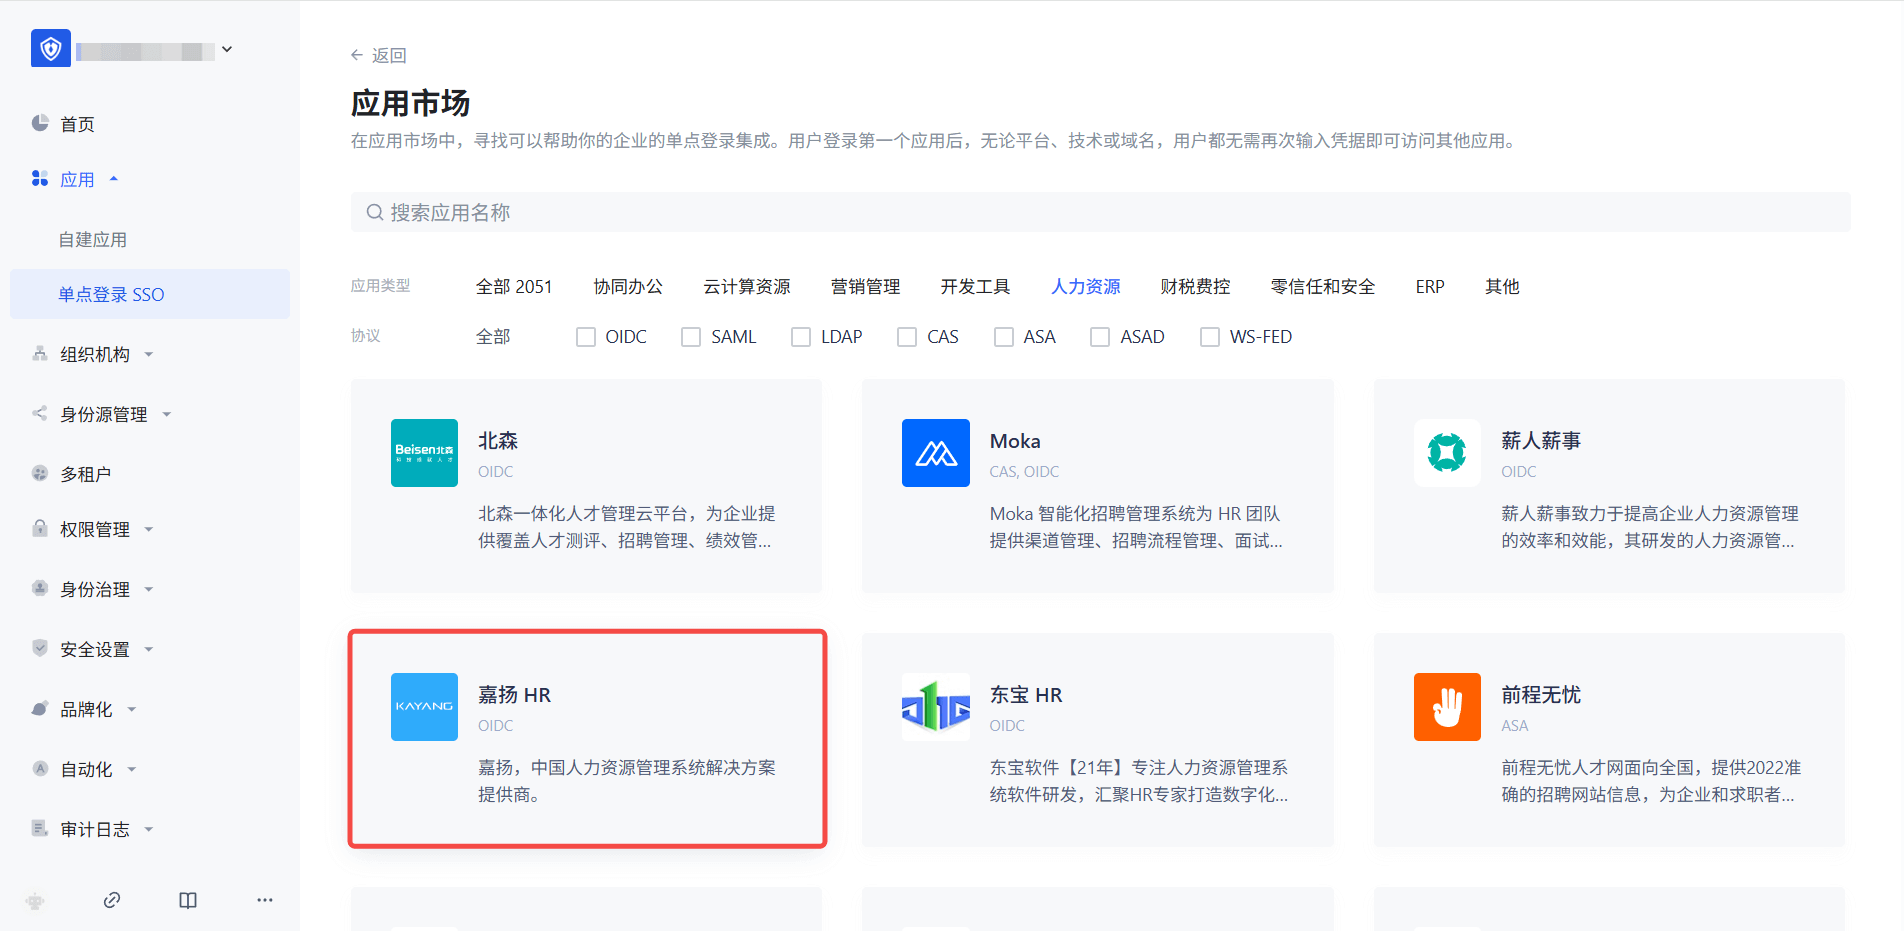 首页
应用
自建应用
单点登录 SSO
组织机构
身份源管理
多租户
权限管理
身份治理
安全设置
品牌化
自动化
审计日志
返回
应用市场
在应用市场中，寻找可以帮助你的企业的单点登录集成。用户登录第一个应用后，无论平台、技术或域名，用户都无需再次输入凭据即可访问其他应用。
搜索应用名称
应用类型 全部 2051 协同办公 云计算资源 营销管理 开发工具 人力资源 财税费控 零信任和安全 ERP 其他
协议 全部 OIDC SAML LDAP CAS ASA ASAD WS-FED
Beisen北森
科技成就人才
北森
OIDC
北森一体化人才管理云平台，为企业提
供覆盖人才测评、招聘管理、绩效管...
Moka
CAS, OIDC
Moka 智能化招聘管理系统为 HR 团队
提供渠道管理、招聘流程管理、面试...
薪人薪事
OIDC
薪人薪事致力于提高企业人力资源管理
的效率和效能，其研发的人力资源管...
KAYANG
嘉扬 HR
OIDC
嘉扬，中国人力资源管理系统解决方案
提供商。
东宝 HR
OIDC
东宝软件【21年】专注人力资源管理系
统软件研发，汇聚HR专家打造数字化...
前程无忧
ASA
前程无忧人才网面向全国，提供2022准
确的招聘网站信息，为企业和求职者...